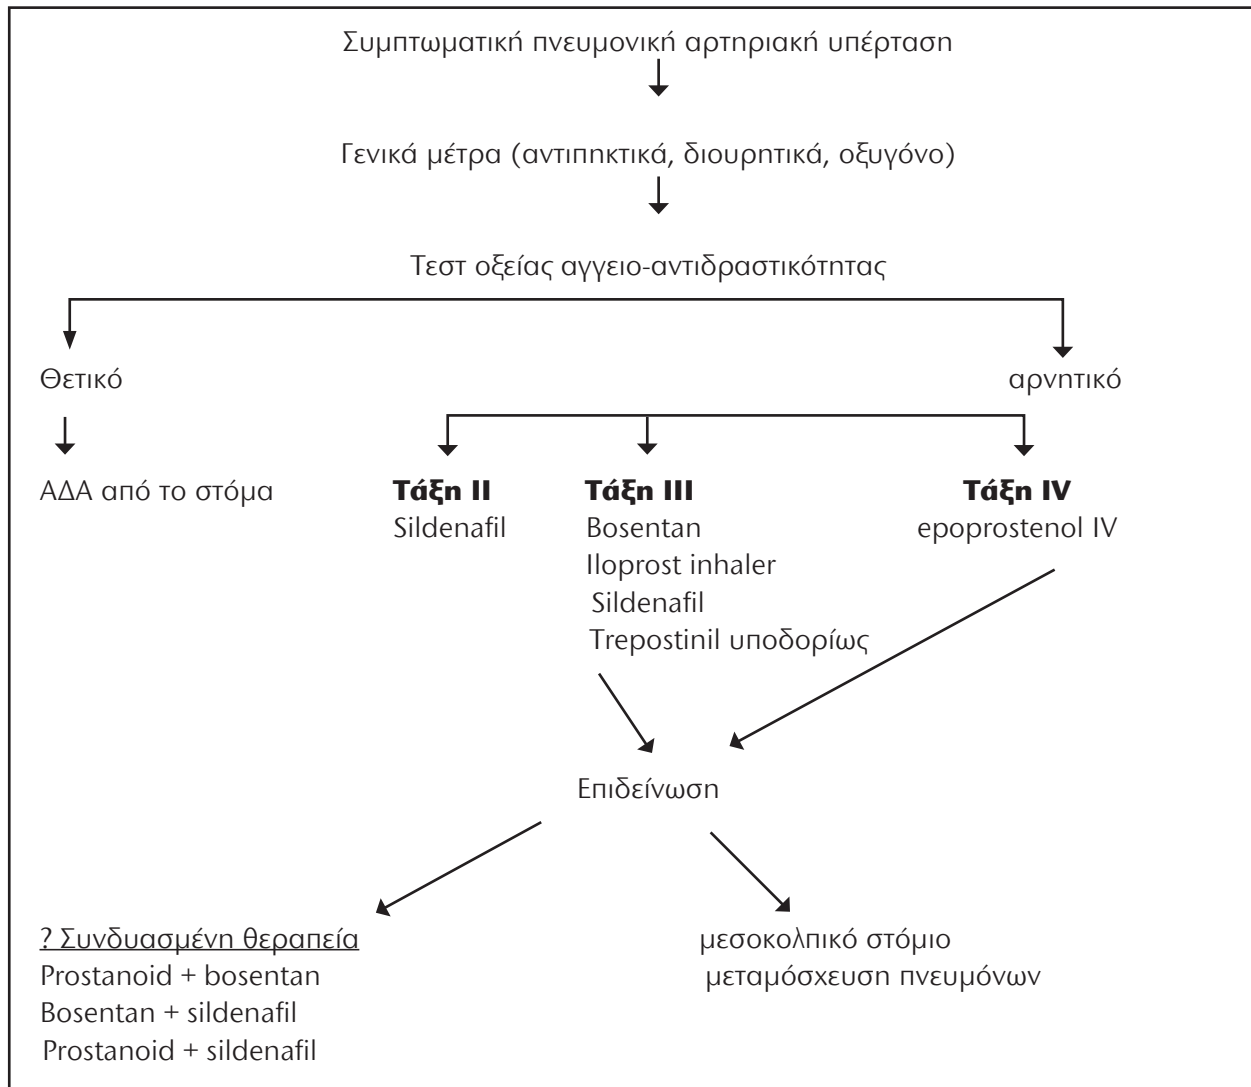 Συμπτωματική πνευμονική αρτηριακή υπέρταση
Γενικά μέτρα (αντιπηκτικά, διουρητικά, οξυγόνο)
Τεστ οξείας αγγειο-αντιδραστικότητας
Θετικό
αρνητικό
ΑΔΑ από το στόμα
Τάξη II
Sildenafil
Τάξη III
Bosentan
Iloprost inhaler
Sildenafil
Trepostinil υποδορίως
Τάξη IV
epoprostenol IV
Επιδείνωση
? Συνδυασμένη θεραπεία
Prostanoid + bosentan
Bosentan + sildenafil
Prostanoid + sildenafil
μεσοκολπικό στόμιο
μεταμόσχευση πνευμόνων